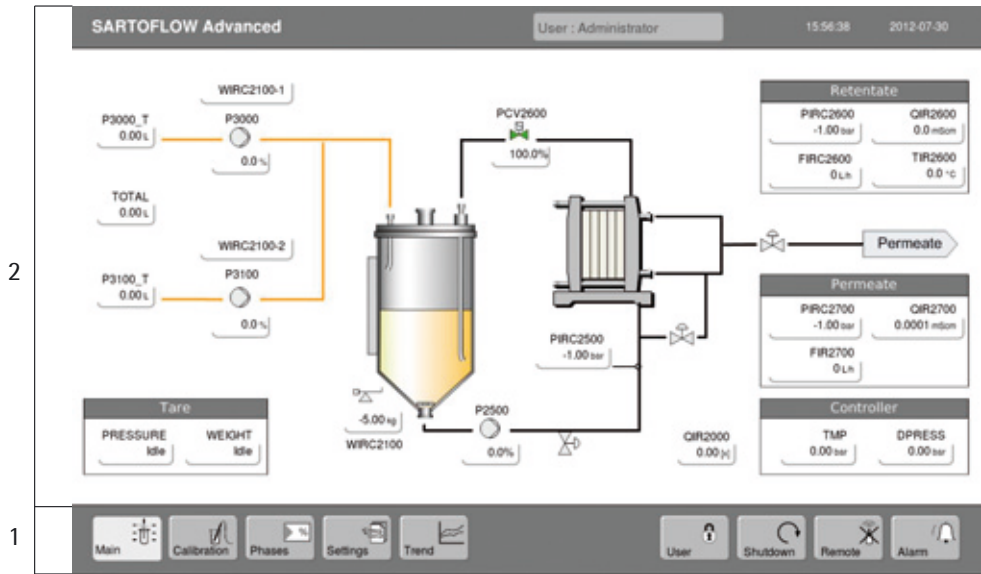 SARTOFLOW Advanced
User : Administrator
15:56:38
2012-07-30
WIRC2100-1
P3000_T
0.00 L
P3000
0.0 %
TOTAL
0.00 L
WIRC2100-2
P3100_T
0.00 L
P3100
0.0 %
PCV2600
100.0%
Retentate
PIRC2600
-1.00 bar
QIR2600
0.0 mScm
FIRC2600
0 L/h
TIR2600
0.0 °C
Permeate
2
Permeate
PIRC2700
-1.00 bar
QIR2700
0.0001 mScm
FIR2700
0 L/h
PIRC2500
-1.00 bar
Tare
PRESSURE
Idle
WEIGHT
Idle
-5.00 kg
WIRC2100
P2500
0.0%
QIR2000
0.00 [x]
Controller
TMP
0.00 bar
DPRESS
0.00 bar
1
Main
Calibration
%
Phases
Settings
Trend
User
Shutdown
Remote
Alarm